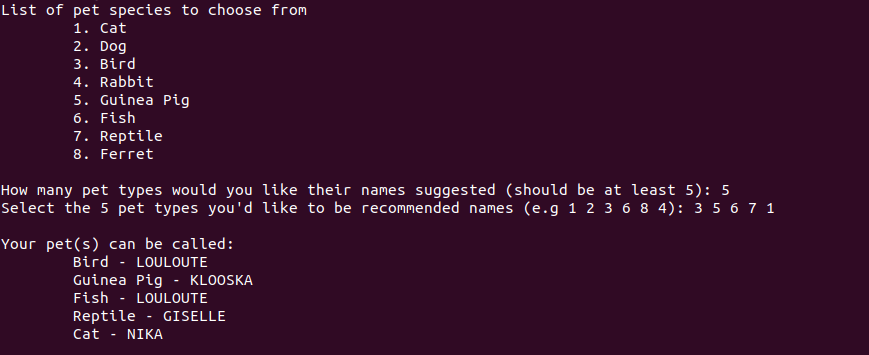 List of pet species to choose from
1. Cat
2. Dog
3. Bird
4. Rabbit
5. Guinea Pig
6. Fish
7. Reptile
8. Ferret
How many pet types would you like their names suggested (should be at least 5): 5
Select the 5 pet types you'd like to be recommended names (e.g 1 2 3 6 8 4): 3 5 6 7 1
Your pet(s) can be called:
Bird - LOULOUTE
Guinea Pig - KLOOSKA
Fish - LOULOUTE
Reptile - GISELLE
Cat - NIKA